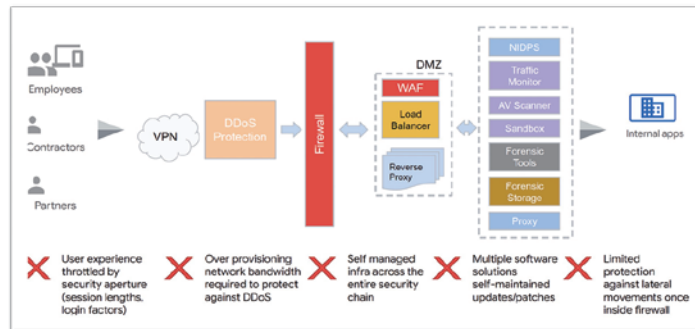 Employees
Contractors
Partners
VPN
DDoS
Protection
Firewall
DMZ
WAF
Load
Balancer
Reverse
Proxy
NIDPS
Traffic
Monitor
AV Scanner
Sandbox
Forensic
Tools
Forensic
Storage
Proxy
Internal apps
User experience
throttled by
security aperture
(session lengths,
login factors)
Over provisioning
network bandwidth
required to protect
against DDoS
Self managed
infra across the
entire security
chain
Multiple software
solutions
self-maintained
updates/patches
Limited
protection
against lateral
movements once
inside firewall